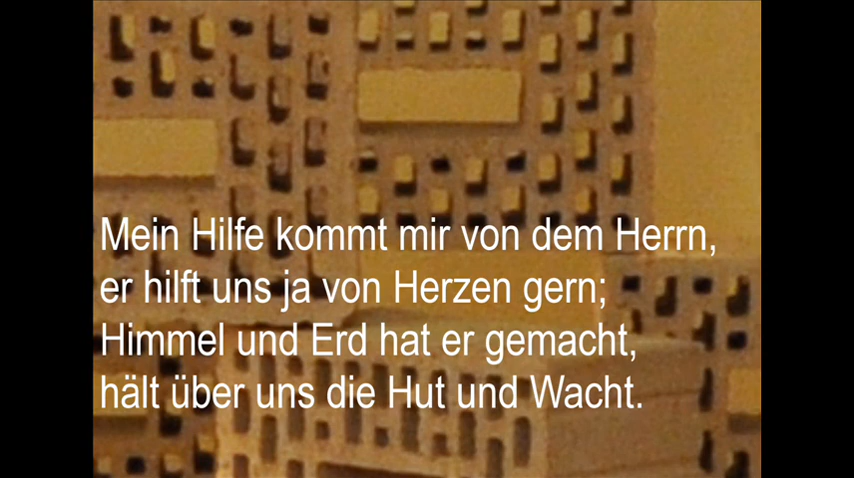 Mein Hilfe kommt mir von dem Herrn,
er hilft uns ja von Herzen gern;
Himmel und Erd hat er gemacht,
hält über uns die Hut und Wacht.